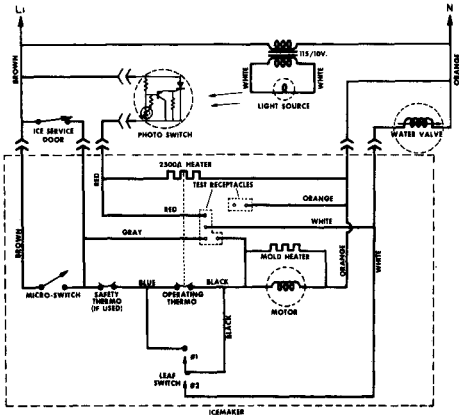 L1
N
BROWN
ORANGE
115/10V.
WHITE
WHITE
LIGHT SOURCE
PHOTO SWITCH
ICE SERVICE
DOOR
WATER VALVE
2500Ω HEATER
TEST RECEPTACLES
RED
ORANGE
RED
WHITE
GRAY
BROWN
MOLD HEATER
ORANGE
WHITE
BLUE
BLACK
MICRO-SWITCH
SAFETY
THERMO
(IF USED)
OPERATING
THERMO
MOTOR
BLACK
#1
LEAF
SWITCH
#2
ICEMAKER